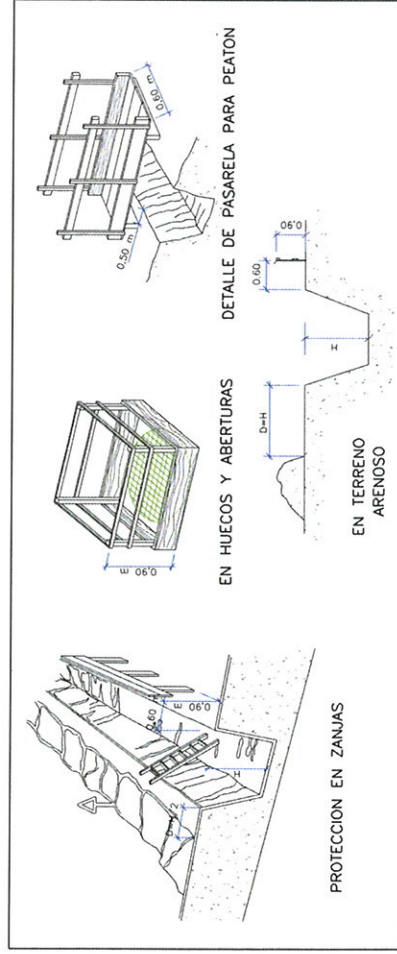 0,60
0,90 m
H
PROTECCION EN ZANJAS
0,90 m
EN HUECOS Y ABERTURAS
0,60 m
0,50 m
DETALLE DE PASARELA PARA PEATON
D=H
H
0.60
0,90
EN TERRENO
ARENOSO